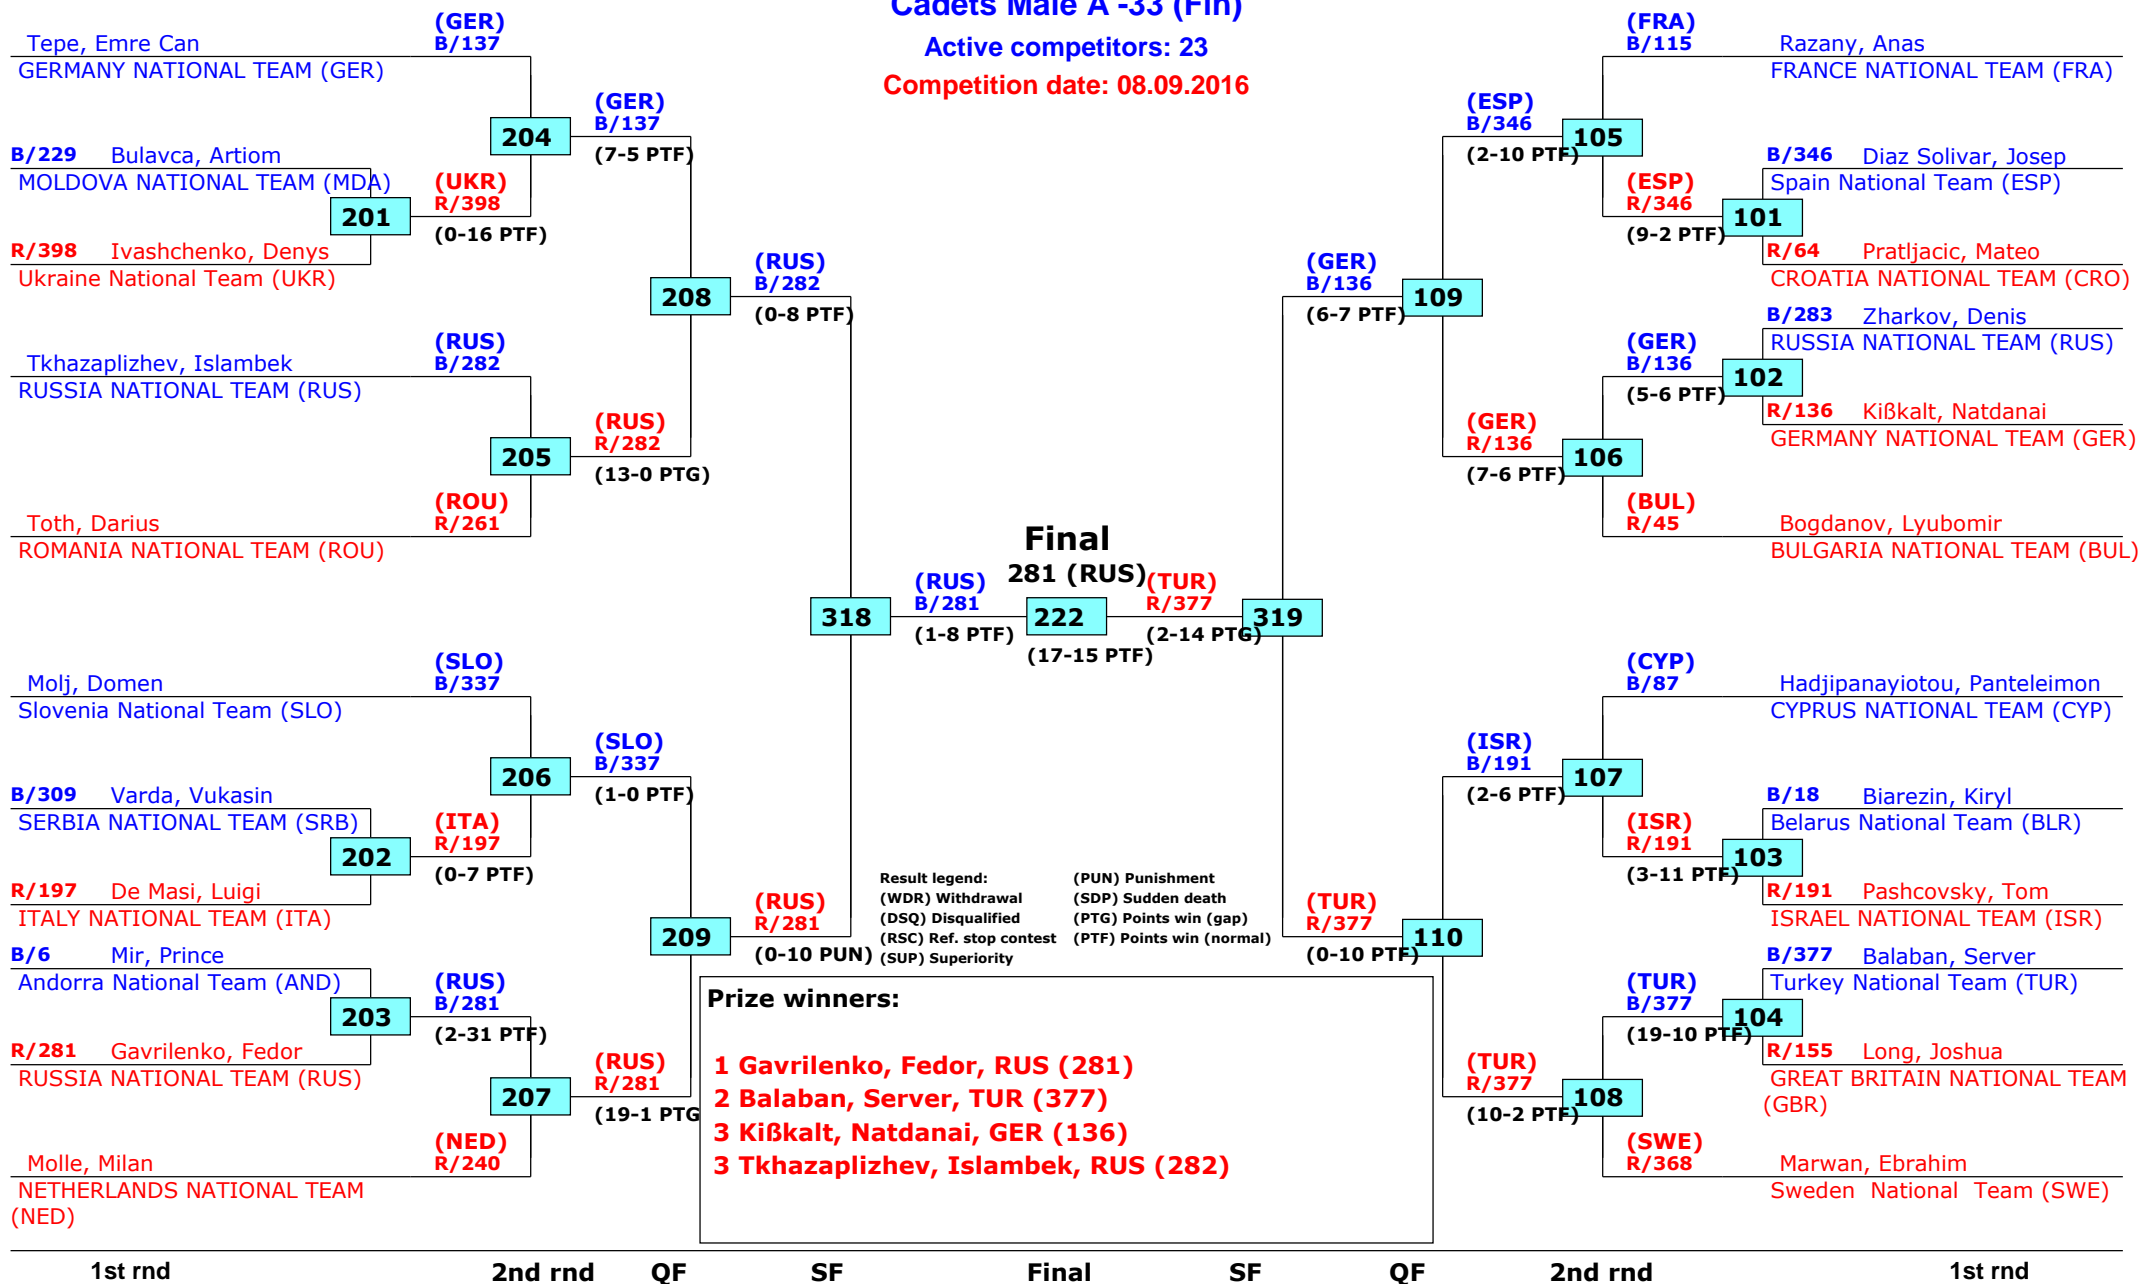 Cadets Male A -33 (Fin)
Active competitors: 23
Competition date: 08.09.2016
(GER)
B/137
Tepe, Emre Can
GERMANY NATIONAL TEAM (GER)
204
(GER)
B/137
(7-5 PTF)
B/229 Bulavca, Artiom
MOLDOVA NATIONAL TEAM (MDA)
201
(UKR)
R/398
(0-16 PTF)
R/398 Ivashchenko, Denys
Ukraine National Team (UKR)
208
(RUS)
B/282
(0-8 PTF)
Tkhazaplizhev, Islambek
RUSSIA NATIONAL TEAM (RUS)
(RUS)
B/282
205
(RUS)
R/282
(13-0 PTG)
Toth, Darius
ROMANIA NATIONAL TEAM (ROU)
(ROU)
R/261
318
(RUS)
B/281
(1-8 PTF)
Molj, Domen
Slovenia National Team (SLO)
(SLO)
B/337
206
(SLO)
B/337
(1-0 PTF)
B/309 Varda, Vukasin
SERBIA NATIONAL TEAM (SRB)
202
(ITA)
R/197
(0-7 PTF)
R/197 De Masi, Luigi
ITALY NATIONAL TEAM (ITA)
209
(RUS)
R/281
(0-10 PUN)
B/6 Mir, Prince
Andorra National Team (AND)
203
(RUS)
B/281
(2-31 PTF)
R/281 Gavrilenko, Fedor
RUSSIA NATIONAL TEAM (RUS)
207
(RUS)
R/281
(19-1 PTG
Molle, Milan
NETHERLANDS NATIONAL TEAM
(NED)
(NED)
R/240
Final
281 (RUS)
222
(17-15 PTF)
(TUR)
R/377
(2-14 PTG)
319
(FRA)
B/115
Razany, Anas
FRANCE NATIONAL TEAM (FRA)
(ESP)
B/346
(2-10 PTF)
105
B/346 Diaz Solivar, Josep
Spain National Team (ESP)
(ESP)
R/346
(9-2 PTF)
101
R/64 Pratljacic, Mateo
CROATIA NATIONAL TEAM (CRO)
(GER)
B/136
(6-7 PTF)
109
B/283 Zharkov, Denis
RUSSIA NATIONAL TEAM (RUS)
(GER)
B/136
(5-6 PTF)
102
R/136 Kißkalt, Natdanai
GERMANY NATIONAL TEAM (GER)
(GER)
R/136
(7-6 PTF)
106
(BUL)
R/45
Bogdanov, Lyubomir
BULGARIA NATIONAL TEAM (BUL)
(CYP)
B/87
Hadjipanayiotou, Panteleimon
CYPRUS NATIONAL TEAM (CYP)
(ISR)
B/191
(2-6 PTF)
107
B/18 Biarezin, Kiryl
Belarus National Team (BLR)
(ISR)
R/191
(3-11 PTF)
103
R/191 Pashcovsky, Tom
ISRAEL NATIONAL TEAM (ISR)
(TUR)
R/377
(0-10 PTF)
110
B/377 Balaban, Server
Turkey National Team (TUR)
(TUR)
B/377
(19-10 PTF)
104
R/155 Long, Joshua
GREAT BRITAIN NATIONAL TEAM
(GBR)
(TUR)
R/377
(10-2 PTF)
108
(SWE)
R/368
Marwan, Ebrahim
Sweden National Team (SWE)
Result legend: (PUN) Punishment
(WDR) Withdrawal (SDP) Sudden death
(DSQ) Disqualified (PTG) Points win (gap)
(RSC) Ref. stop contest (PTF) Points win (normal)
(SUP) Superiority
Prize winners:
1 Gavrilenko, Fedor, RUS (281)
2 Balaban, Server, TUR (377)
3 Kißkalt, Natdanai, GER (136)
3 Tkhazaplizhev, Islambek, RUS (282)
1st rnd 2nd rnd QF SF Final SF QF 2nd rnd 1st rnd